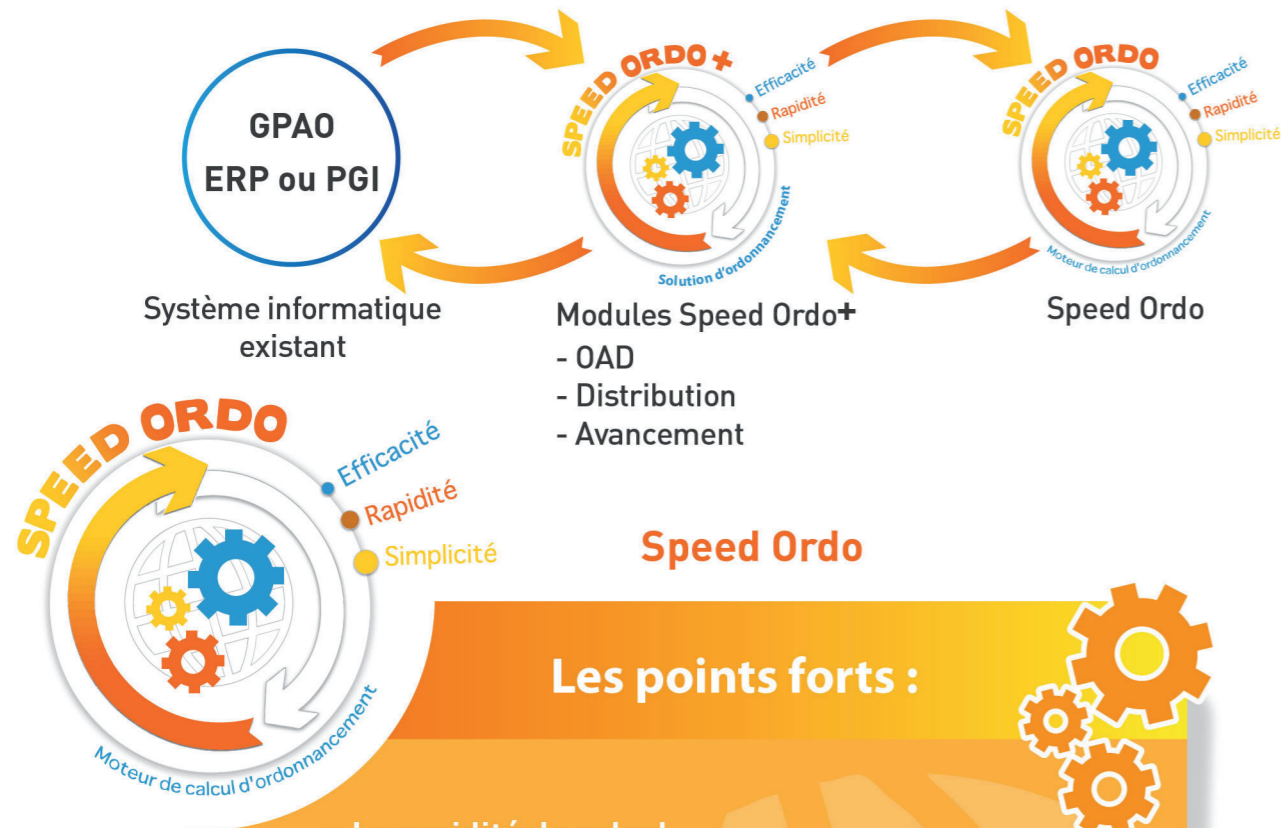 GPAO
ERP ou PGI
Système informatique
existant
SPEED ORDO +
Efficacité
Rapidité
Simplicité
Solution d'ordonnancement
Modules Speed Ordo+
- OAD
- Distribution
- Avancement
SPEED ORDO
Efficacité
Rapidité
Simplicité
Moteur de calcul d'ordonnancement
Speed Ordo
SPEED ORDO
Efficacité
Rapidité
Simplicité
Moteur de calcul d'ordonnancement
Speed Ordo
Les points forts :